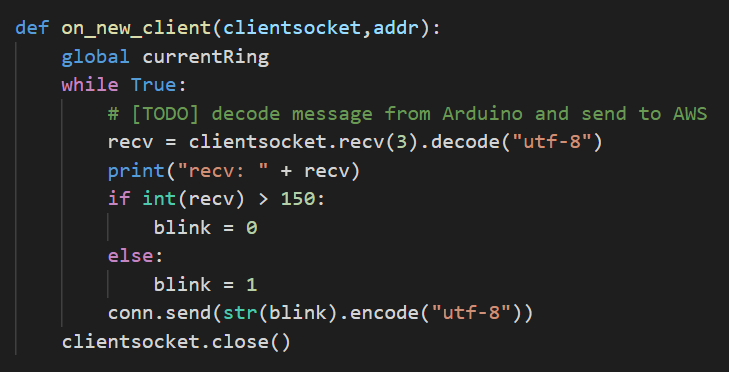 def on_new_client(clientsocket,addr):
    global currentRing
    while True:
        # [TODO] decode message from Arduino and send to AWS
        recv = clientsocket.recv(3).decode("utf-8")
        print("recv: " + recv)
        if int(recv) > 150:
            blink = 0
        else:
            blink = 1
        conn.send(str(blink).encode("utf-8"))
    clientsocket.close()